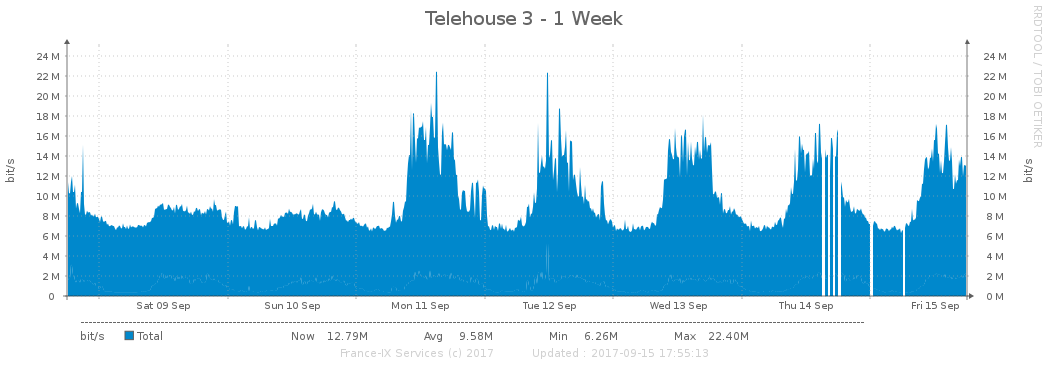 Telehouse 3 - 1 Week
RRDTOOL / TOBI OETIKER
bit/s
24 M 24 M
22 M 22 M
20 M 20 M
18 M 18 M
16 M 16 M
14 M 14 M
12 M 12 M
10 M 10 M
8 M 8 M
6 M 6 M
4 M 4 M
2 M 2 M
0 0 M
bit/s
Sat 09 Sep Sun 10 Sep Mon 11 Sep Tue 12 Sep Wed 13 Sep Thu 14 Sep Fri 15 Sep
bit/s Total Now 12.79M Avg 9.58M Min 6.26M Max 22.40M
France-IX Services (c) 2017 Updated : 2017-09-15 17:55:13